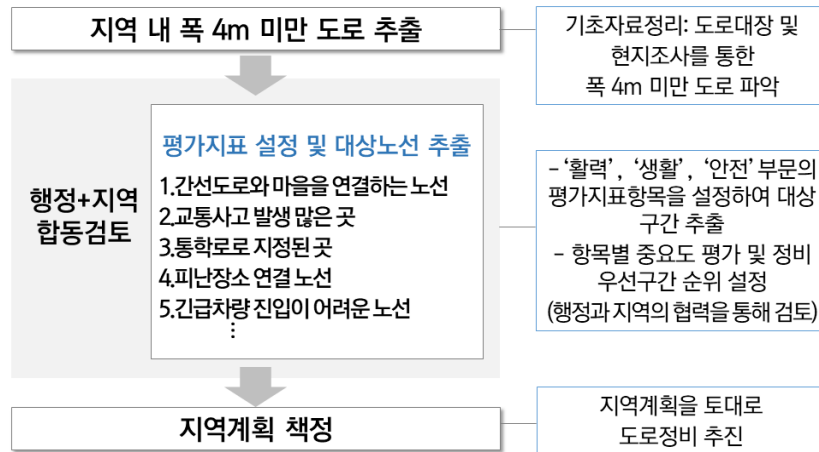 지역 내 폭 4m 미만 도로 추출
기초자료정리: 도로대장 및
현지조사를 통한
폭 4m 미만 도로 파악
행정+지역
합동검토
평가지표 설정 및 대상노선 추출
1.간선도로와 마을을 연결하는 노선
2.교통사고 발생 많은 곳
3.통학로로 지정된 곳
4.피난장소 연결 노선
5.긴급차량 진입이 어려운 노선
⋮
-‘활력’, ‘생활’, ‘안전’ 부문의
평가지표항목을 설정하여 대상
구간 추출
- 항목별 중요도 평가 및 정비
우선구간 순위 설정
(행정과 지역의 협력을 통해 검토)
지역계획 책정
지역계획을 토대로
도로정비 추진